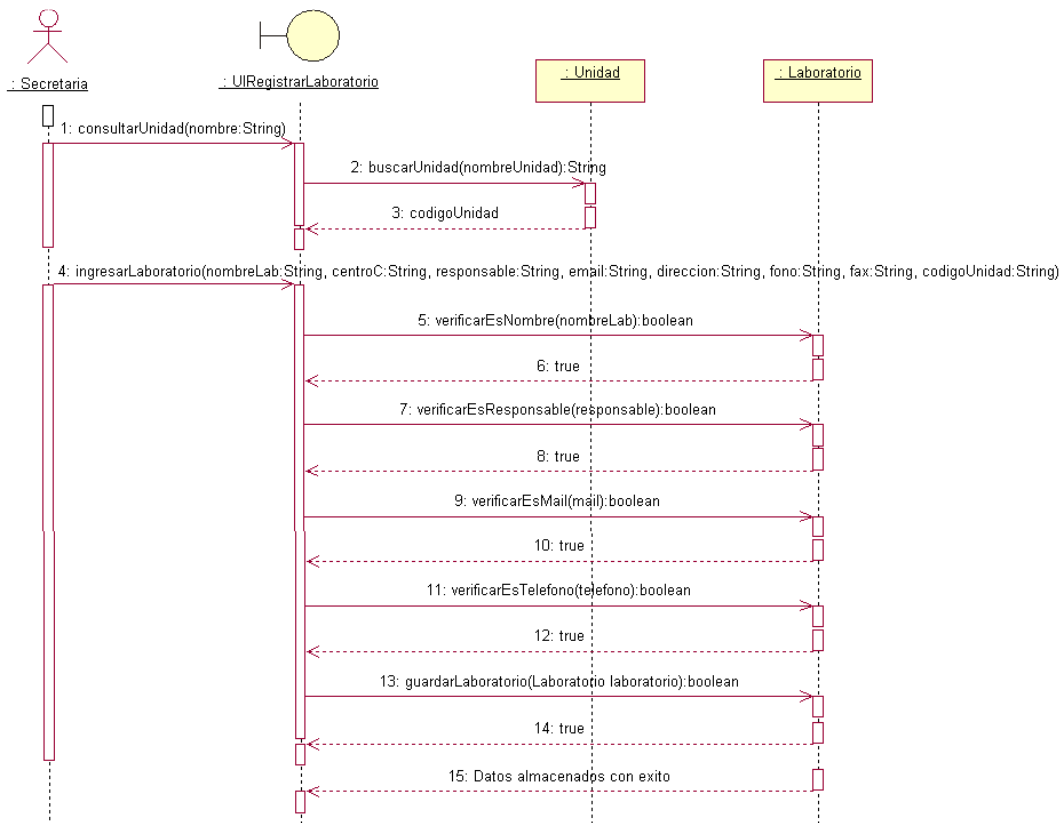 : Secretaria
: UIRegistrarLaboratorio
: Unidad
: Laboratorio
1: consultarUnidad(nombre:String)
2: buscarUnidad(nombreUnidad):String
3: codigoUnidad
4: ingresarLaboratorio(nombreLab:String, centroC:String, responsable:String, email:String, direccion:String, fono:String, fax:String, codigoUnidad:String)
5: verificarEsNombre(nombreLab):boolean
6: true
7: verificarEsResponsable(responsable):boolean
8: true
9: verificarEsMail(mail):boolean
10: true
11: verificarEsTelefono(telefono):boolean
12: true
13: guardarLaboratorio(Laboratorio laboratorio):boolean
14: true
15: Datos almacenados con exito